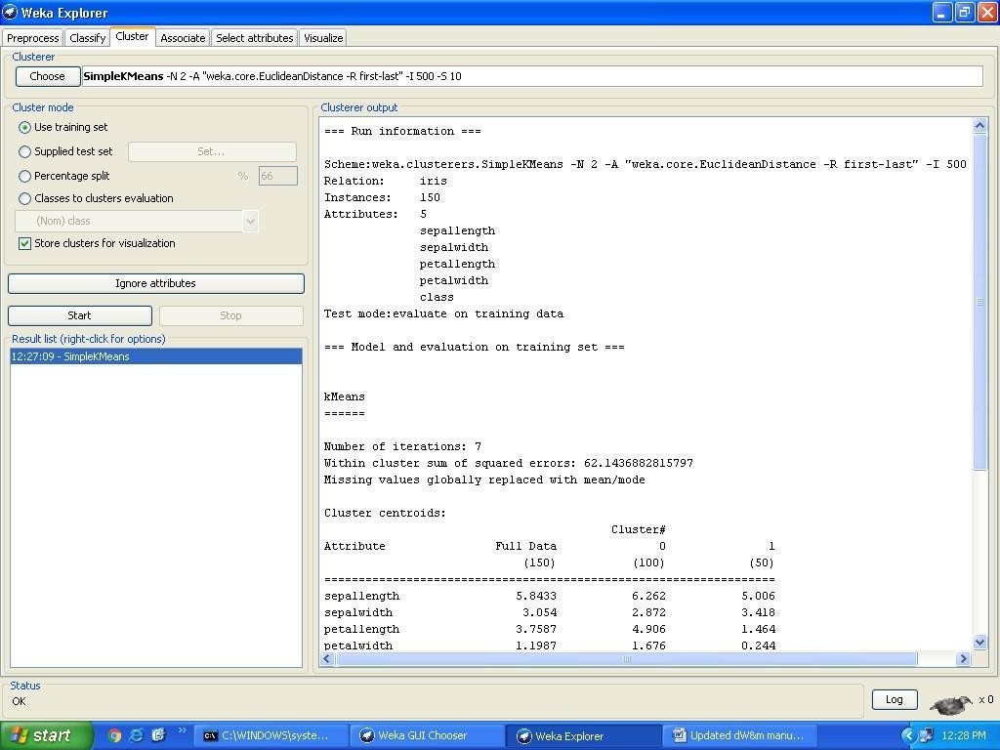 Weka Explorer
Preprocess Classify Cluster Associate Select attributes Visualize
Clusterer
Choose SimpleKMeans -N 2 -A "weka.core.EuclideanDistance -R first-last" -I 500 -S 10
Cluster mode
Use training set
Supplied test set Set...
Percentage split % 66
Classes to clusters evaluation
(Nom) class
Store clusters for visualization
Ignore attributes
Start Stop
Result list (right-click for options)
12:27:09 - SimpleKMeans
Clusterer output
=== Run information ===
Scheme:weka.clusterers.SimpleKMeans -N 2 -A "weka.core.EuclideanDistance -R first-last" -I 500
Relation: iris
Instances: 150
Attributes: 5
sepallength
sepalwidth
petallength
petalwidth
class
Test mode:evaluate on training data
=== Model and evaluation on training set ===
kMeans
======
Number of iterations: 7
Within cluster sum of squared errors: 62.1436882815797
Missing values globally replaced with mean/mode
Cluster centroids:
Cluster#
Attribute Full Data 0 1
(150) (100) (50)
==================================================================
sepallength 5.8433 6.262 5.006
sepalwidth 3.054 2.872 3.418
petallength 3.7587 4.906 1.464
petalwidth 1.1987 1.676 0.244
Status
OK
Log x 0
start C:\WINDOWS\syste... Weka GUI Chooser Weka Explorer Updated dW&m manu... 12:28 PM